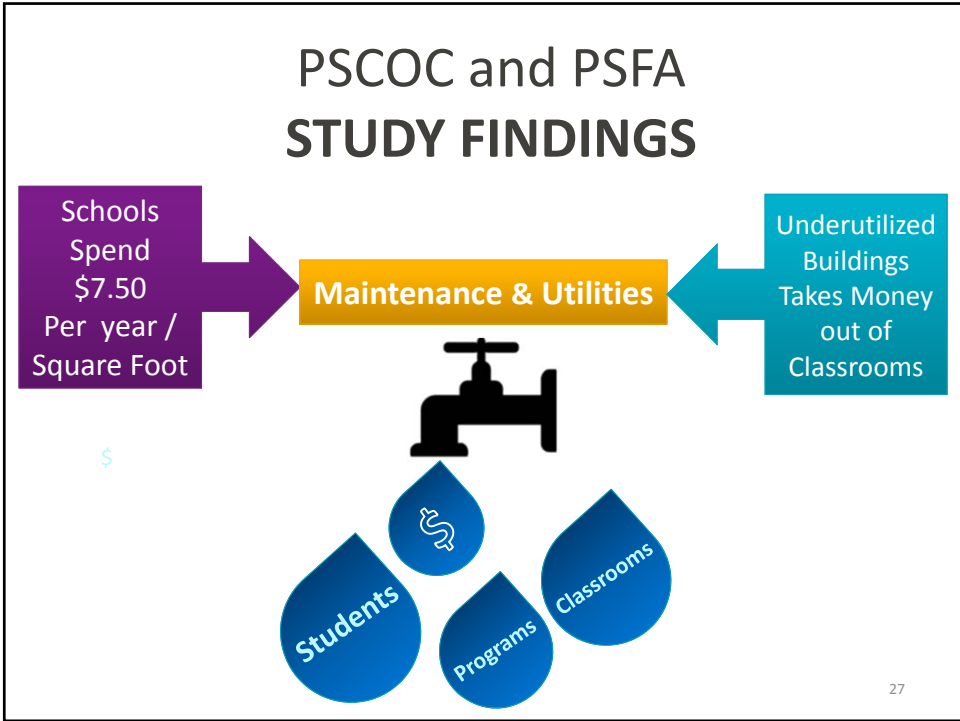 PSCOC and PSFA
STUDY FINDINGS
Schools
Spend
$7.50
Per year /
Square Foot
Maintenance & Utilities
Underutilized
Buildings
Takes Money
out of
Classrooms
$
$
Students
Programs
Classrooms
27